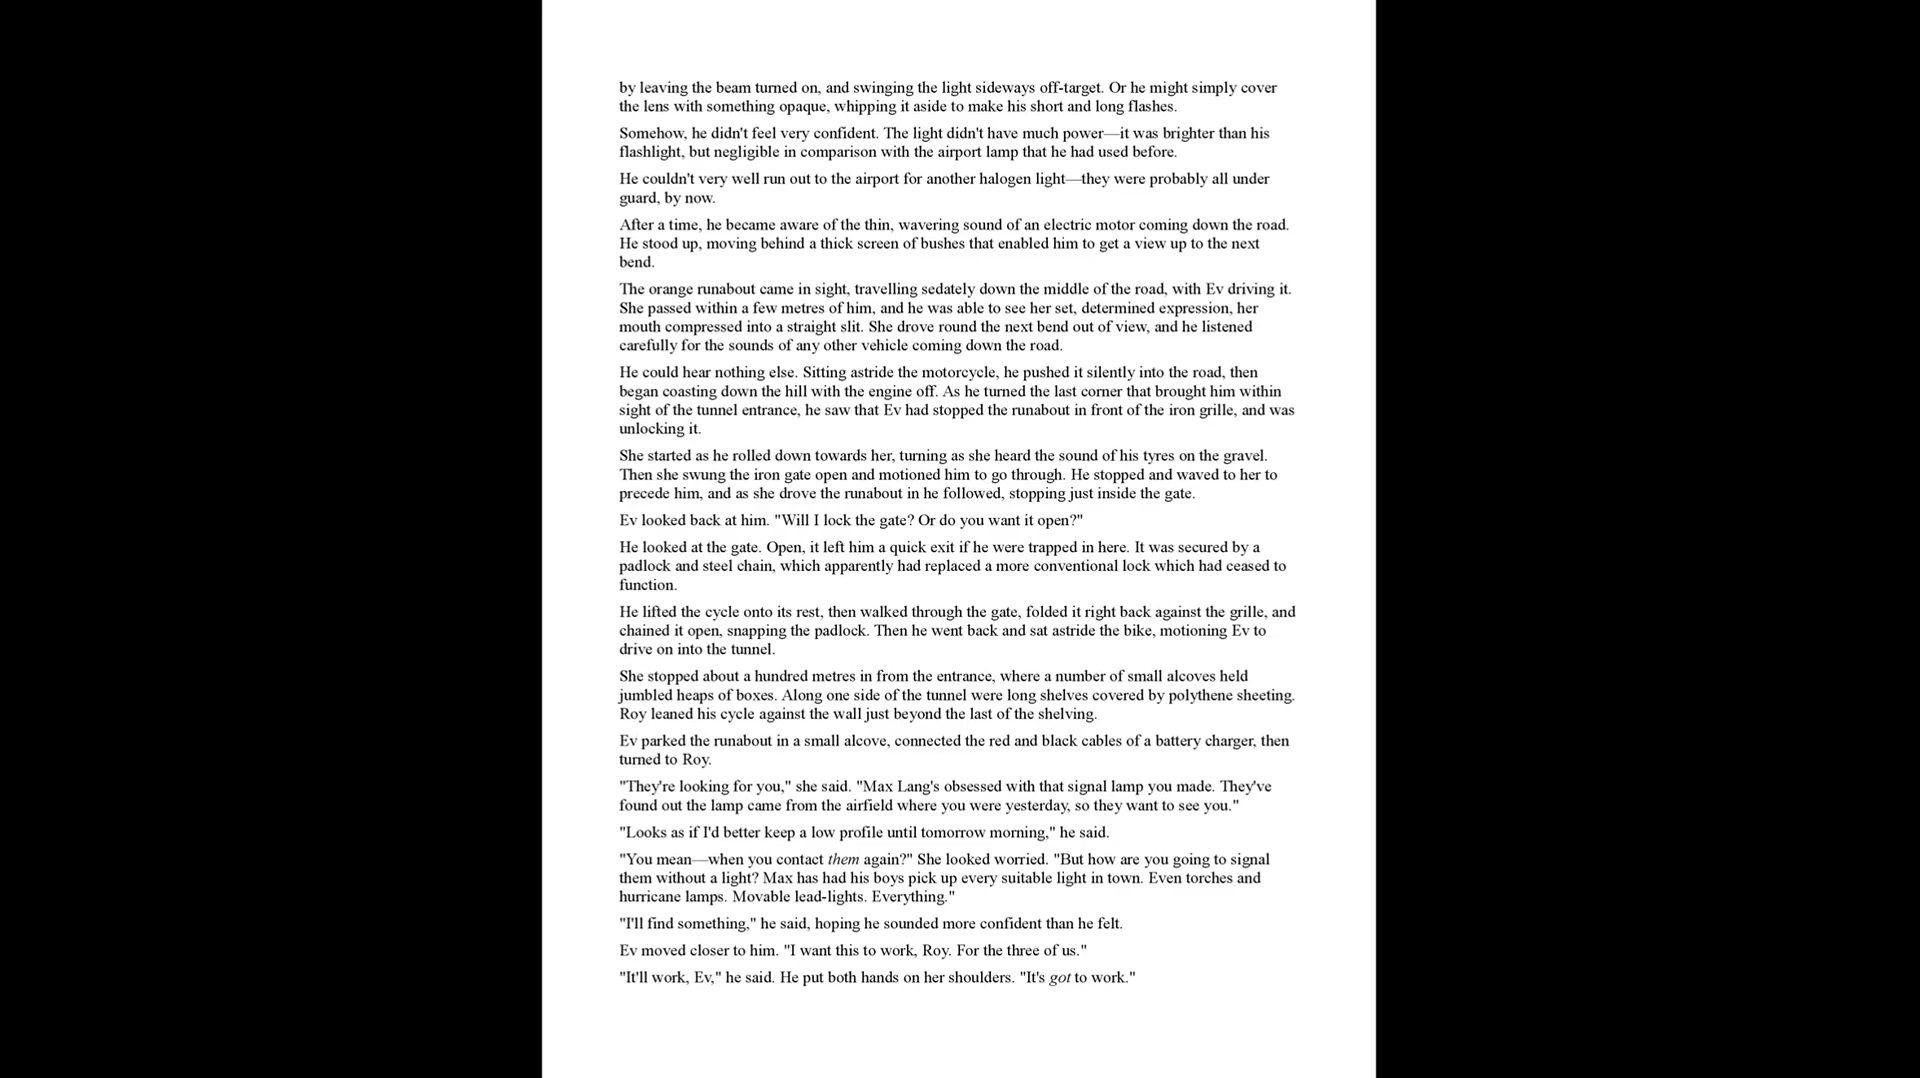 by leaving the beam turned on, and swinging the light sideways off-target. Or he might simply cover
the lens with something opaque, whipping it aside to make his short and long flashes.
Somehow, he didn't feel very confident. The light didn't have much power—it was brighter than his
flashlight, but negligible in comparison with the airport lamp that he had used before.
He couldn't very well run out to the airport for another halogen light—they were probably all under
guard, by now.
After a time, he became aware of the thin, wavering sound of an electric motor coming down the road.
He stood up, moving behind a thick screen of bushes that enabled him to get a view up to the next
bend.
The orange runabout came in sight, travelling sedately down the middle of the road, with Ev driving it.
She passed within a few metres of him, and he was able to see her set, determined expression, her
mouth compressed into a straight slit. She drove round the next bend out of view, and he listened
carefully for the sounds of any other vehicle coming down the road.
He could hear nothing else. Sitting astride the motorcycle, he pushed it silently into the road, then
began coasting down the hill with the engine off. As he turned the last corner that brought him within
sight of the tunnel entrance, he saw that Ev had stopped the runabout in front of the iron grille, and was
unlocking it.
She started as he rolled down towards her, turning as she heard the sound of his tyres on the gravel.
Then she swung the iron gate open and motioned him to go through. He stopped and waved to her to
precede him, and as she drove the runabout in he followed, stopping just inside the gate.
Ev looked back at him. "Will I lock the gate? Or do you want it open?"
He looked at the gate. Open, it left him a quick exit if he were trapped in here. It was secured by a
padlock and steel chain, which apparently had replaced a more conventional lock which had ceased to
function.
He lifted the cycle onto its rest, then walked through the gate, folded it right back against the grille, and
chained it open, snapping the padlock. Then he went back and sat astride the bike, motioning Ev to
drive on into the tunnel.
She stopped about a hundred metres in from the entrance, where a number of small alcoves held
jumbled heaps of boxes. Along one side of the tunnel were long shelves covered by polythene sheeting.
Roy leaned his cycle against the wall just beyond the last of the shelving.
Ev parked the runabout in a small alcove, connected the red and black cables of a battery charger, then
turned to Roy.
"They're looking for you," she said. "Max Lang's obsessed with that signal lamp you made. They've
found out the lamp came from the airfield where you were yesterday, so they want to see you."
"Looks as if I'd better keep a low profile until tomorrow morning," he said.
"You mean—when you contact them again?" She looked worried. "But how are you going to signal
them without a light? Max has had his boys pick up every suitable light in town. Even torches and
hurricane lamps. Movable lead-lights. Everything."
"I'll find something," he said, hoping he sounded more confident than he felt.
Ev moved closer to him. "I want this to work, Roy. For the three of us."
"It'll work, Ev," he said. He put both hands on her shoulders. "It's got to work."